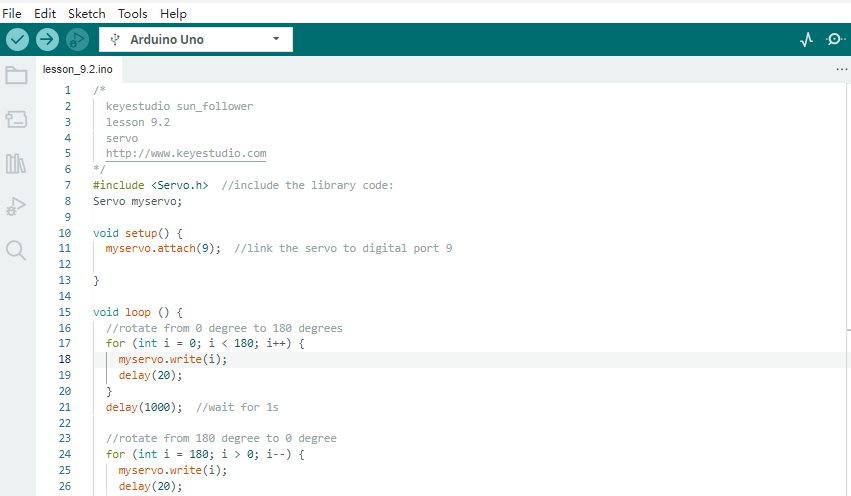 File Edit Sketch Tools Help
Arduino Uno
lesson_9.2.ino
1 /*
2 keyestudio sun_follower
3 lesson 9.2
4 servo
5 http://www.keyestudio.com
6 */
7 #include <Servo.h> //include the library code:
8 Servo myservo;
9
10 void setup() {
11 myservo.attach(9); //link the servo to digital port 9
12
13 }
14
15 void loop () {
16 //rotate from 0 degree to 180 degrees
17 for (int i = 0; i < 180; i++) {
18 myservo.write(i);
19 delay(20);
20 }
21 delay(1000); //wait for 1s
22
23 //rotate from 180 degree to 0 degree
24 for (int i = 180; i > 0; i--) {
25 myservo.write(i);
26 delay(20);